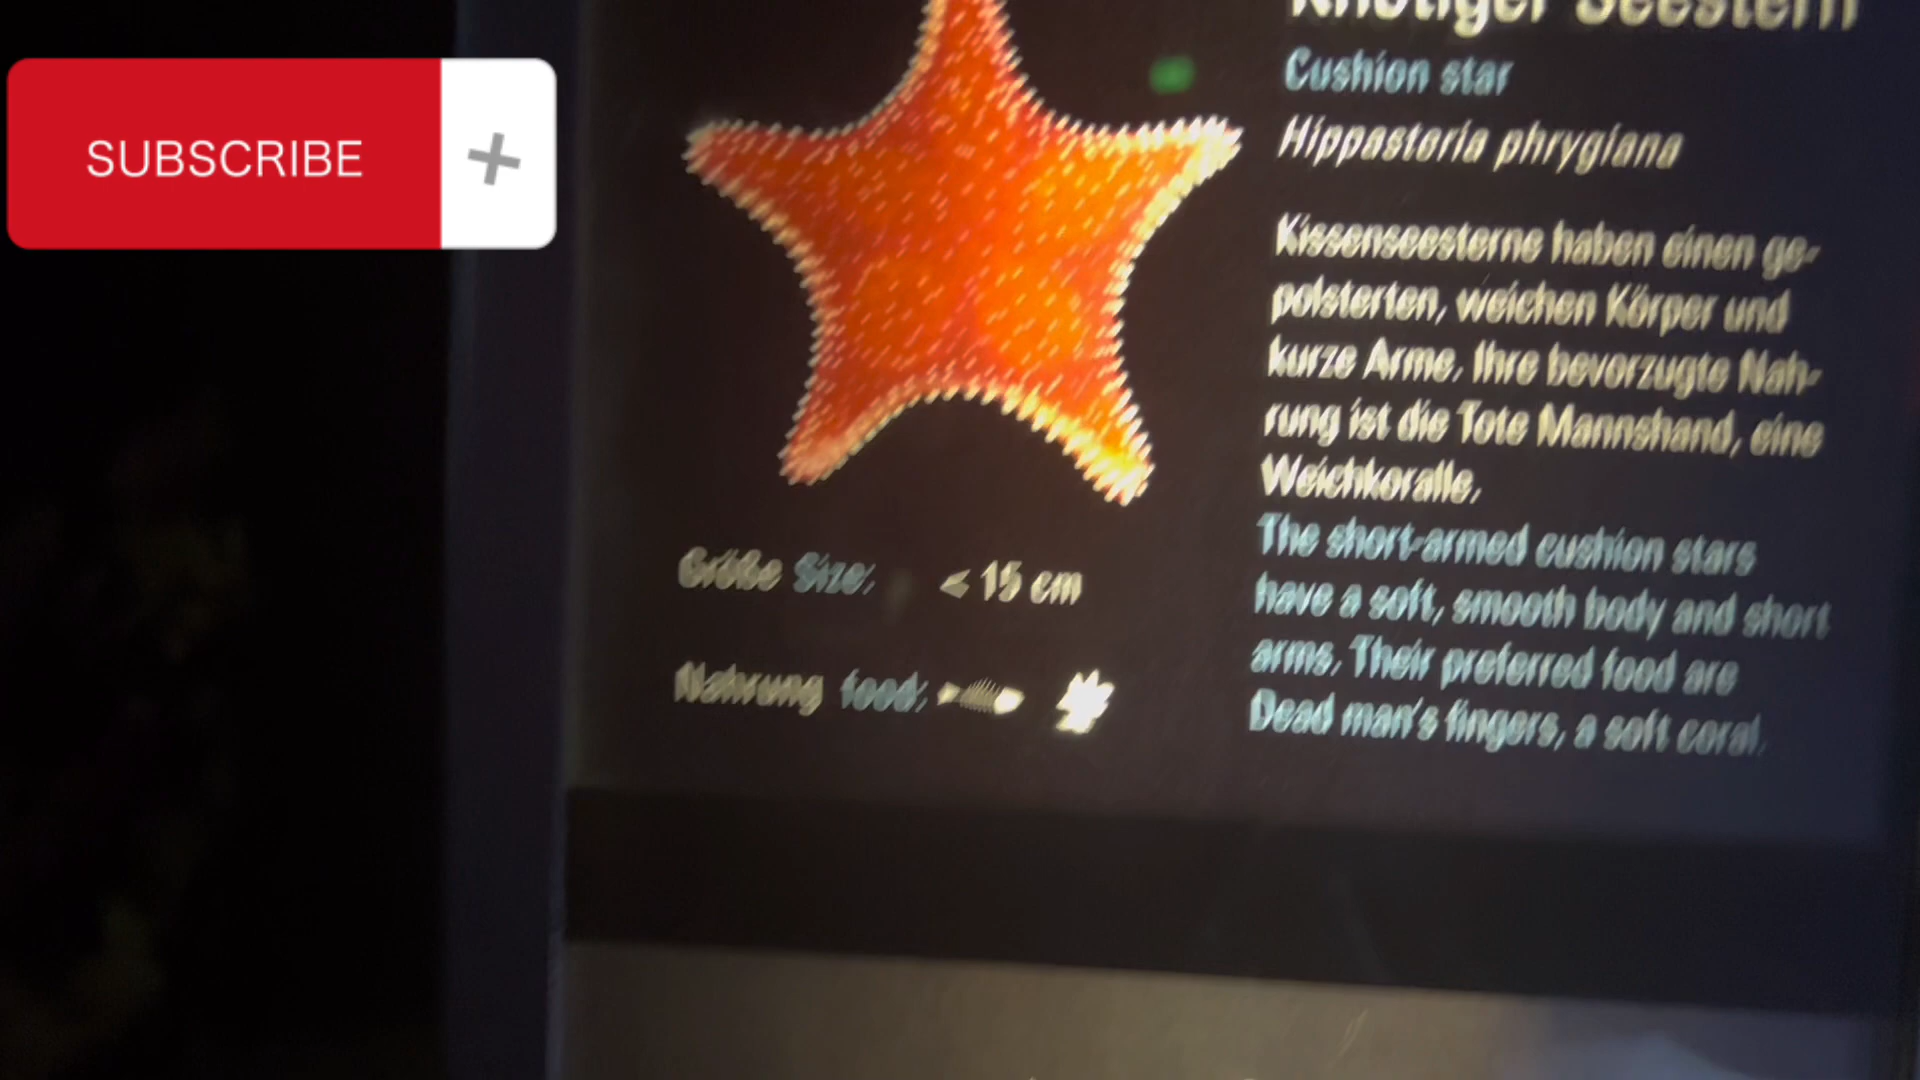 SUBSCRIBE
Knotiger Seestern
Cushion star
Hippasteria phrygiana
Kissenseesterne haben einen ge-
polsterten, weichen Körper und
kurze Arme. Ihre bevorzugte Nah-
rung ist die Tote Mannshand, eine
Weichkoralle.
The short-armed cushion stars
have a soft, smooth body and short
arms. Their preferred food are
Dead man's fingers, a soft coral.
Größe Size: < 15 cm
Nahrung food: